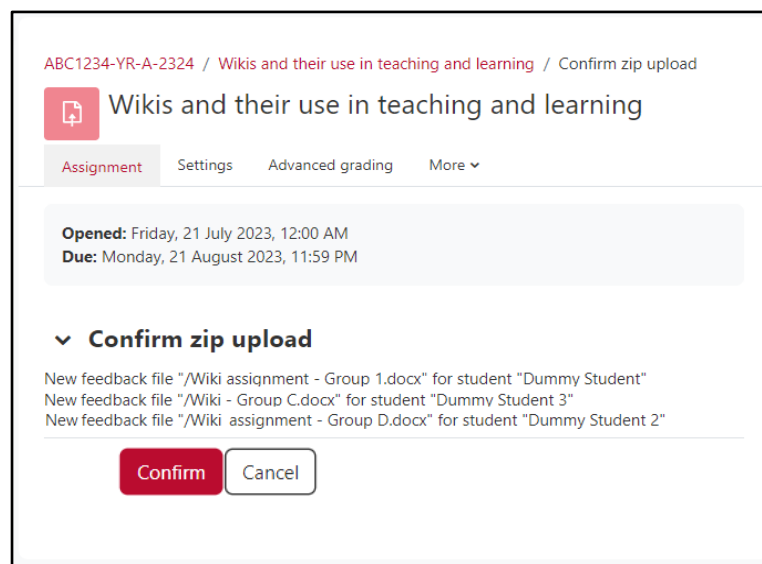 ABC1234-YR-A-2324 / Wikis and their use in teaching and learning / Confirm zip upload
Wikis and their use in teaching and learning
Assignment Settings Advanced grading More
Opened: Friday, 21 July 2023, 12:00 AM
Due: Monday, 21 August 2023, 11:59 PM
Confirm zip upload
New feedback file "/Wiki assignment - Group 1.docx" for student "Dummy Student"
New feedback file "/Wiki - Group C.docx" for student "Dummy Student 3"
New feedback file "/Wiki assignment - Group D.docx" for student "Dummy Student 2"
Confirm Cancel